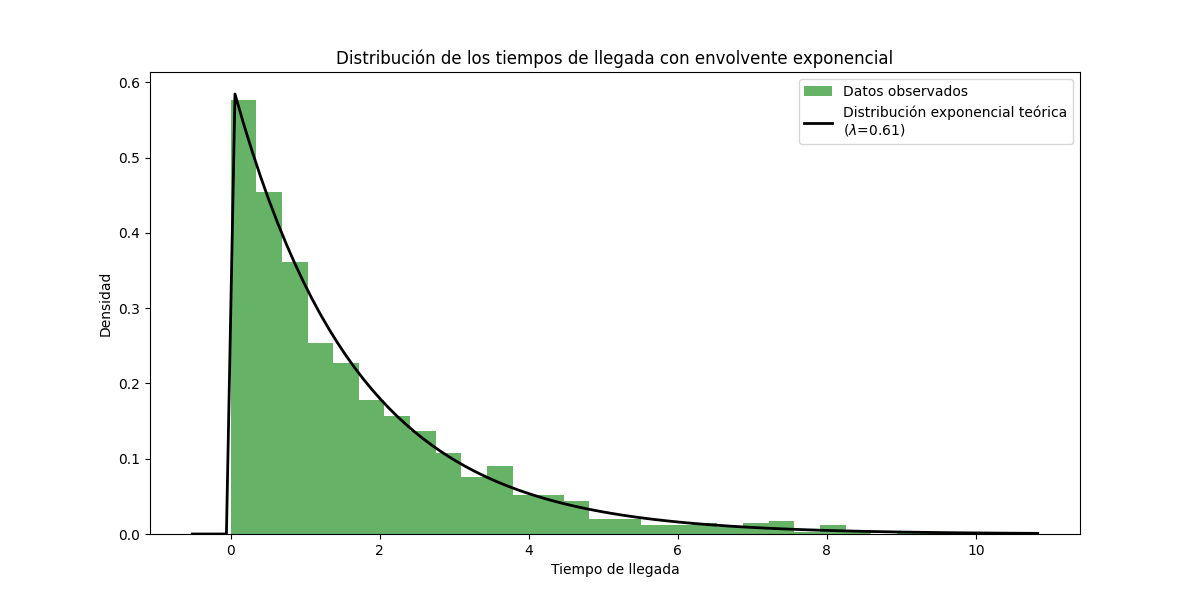 Distribución de los tiempos de llegada con envolvente exponencial
Datos observados
Distribución exponencial teórica
(λ=0.61)
Densidad
0.6
0.5
0.4
0.3
0.2
0.1
0.0
0 2 4 6 8 10
Tiempo de llegada